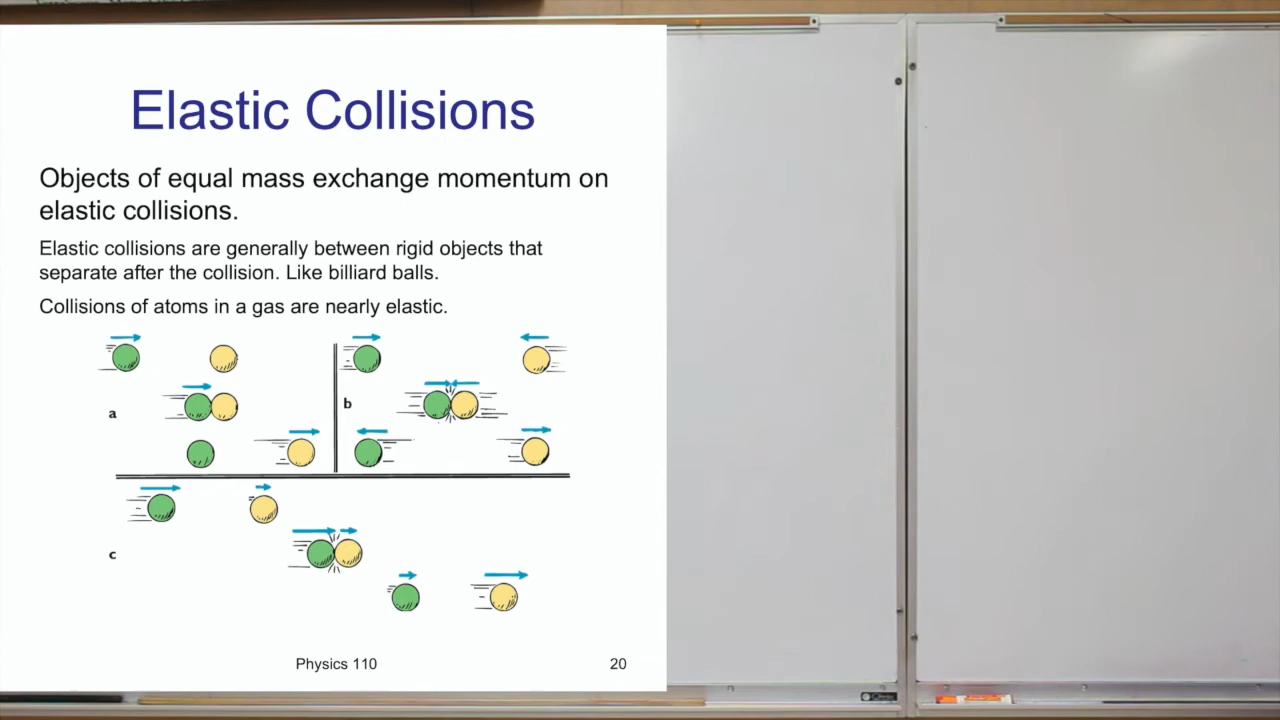 Elastic Collisions
Objects of equal mass exchange momentum on
elastic collisions.
Elastic collisions are generally between rigid objects that
separate after the collision. Like billiard balls.
Collisions of atoms in a gas are nearly elastic.
a
b
c
Physics 110
20